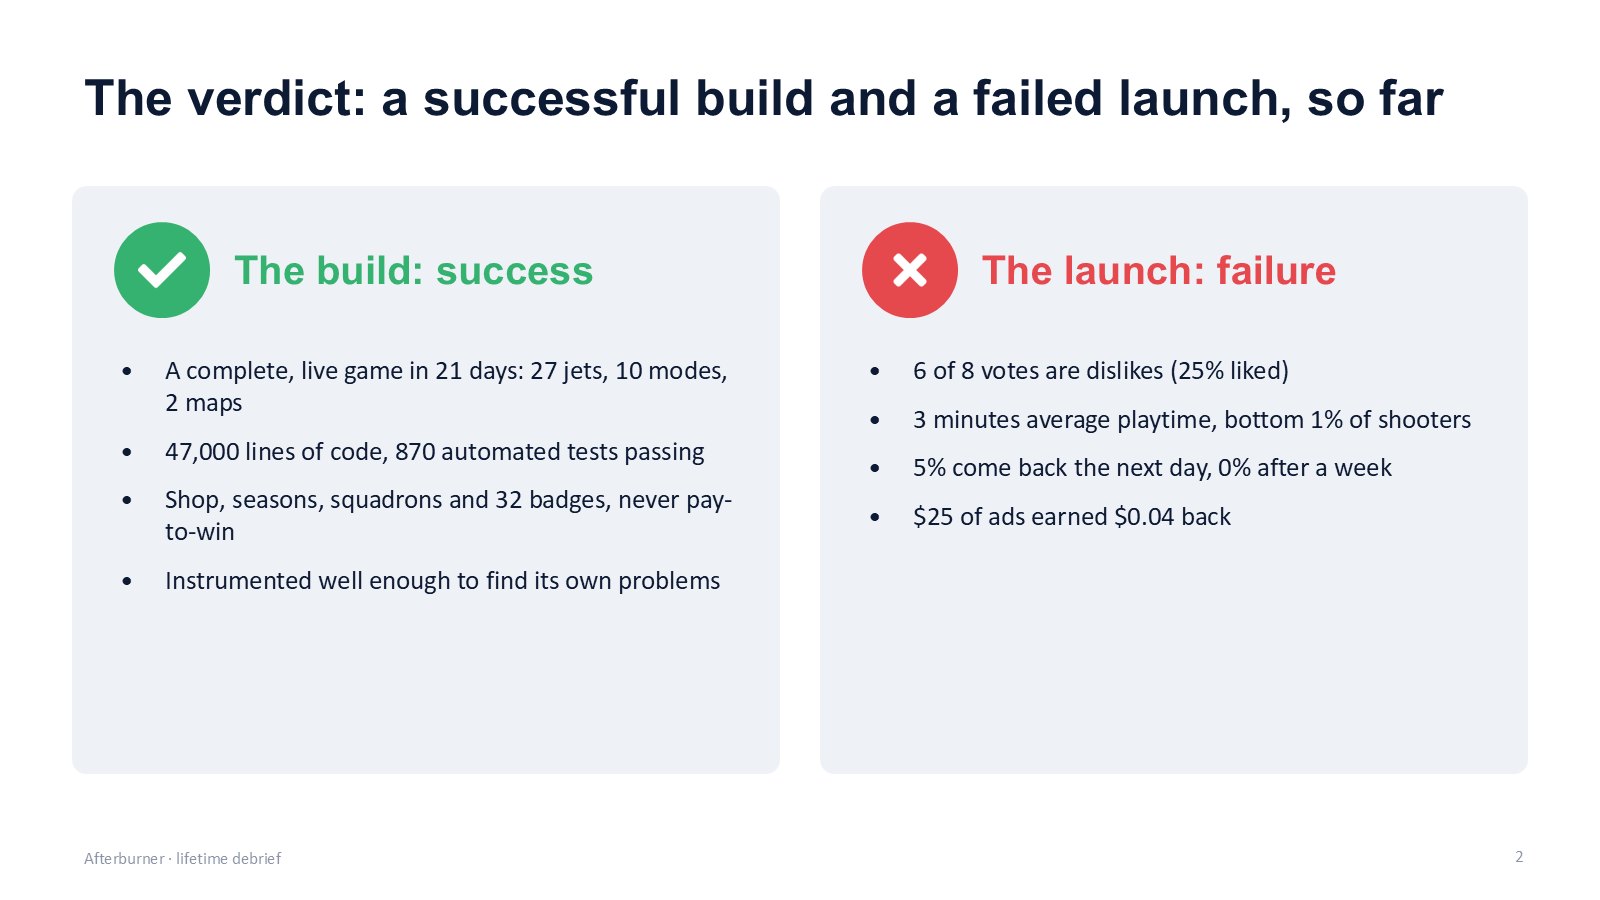 The verdict: a successful build and a failed launch, so far
The build: success
• A complete, live game in 21 days: 27 jets, 10 modes,
2 maps
• 47,000 lines of code, 870 automated tests passing
• Shop, seasons, squadrons and 32 badges, never pay-
to-win
• Instrumented well enough to find its own problems
The launch: failure
• 6 of 8 votes are dislikes (25% liked)
• 3 minutes average playtime, bottom 1% of shooters
• 5% come back the next day, 0% after a week
• $25 of ads earned $0.04 back
Afterburner · lifetime debrief
2